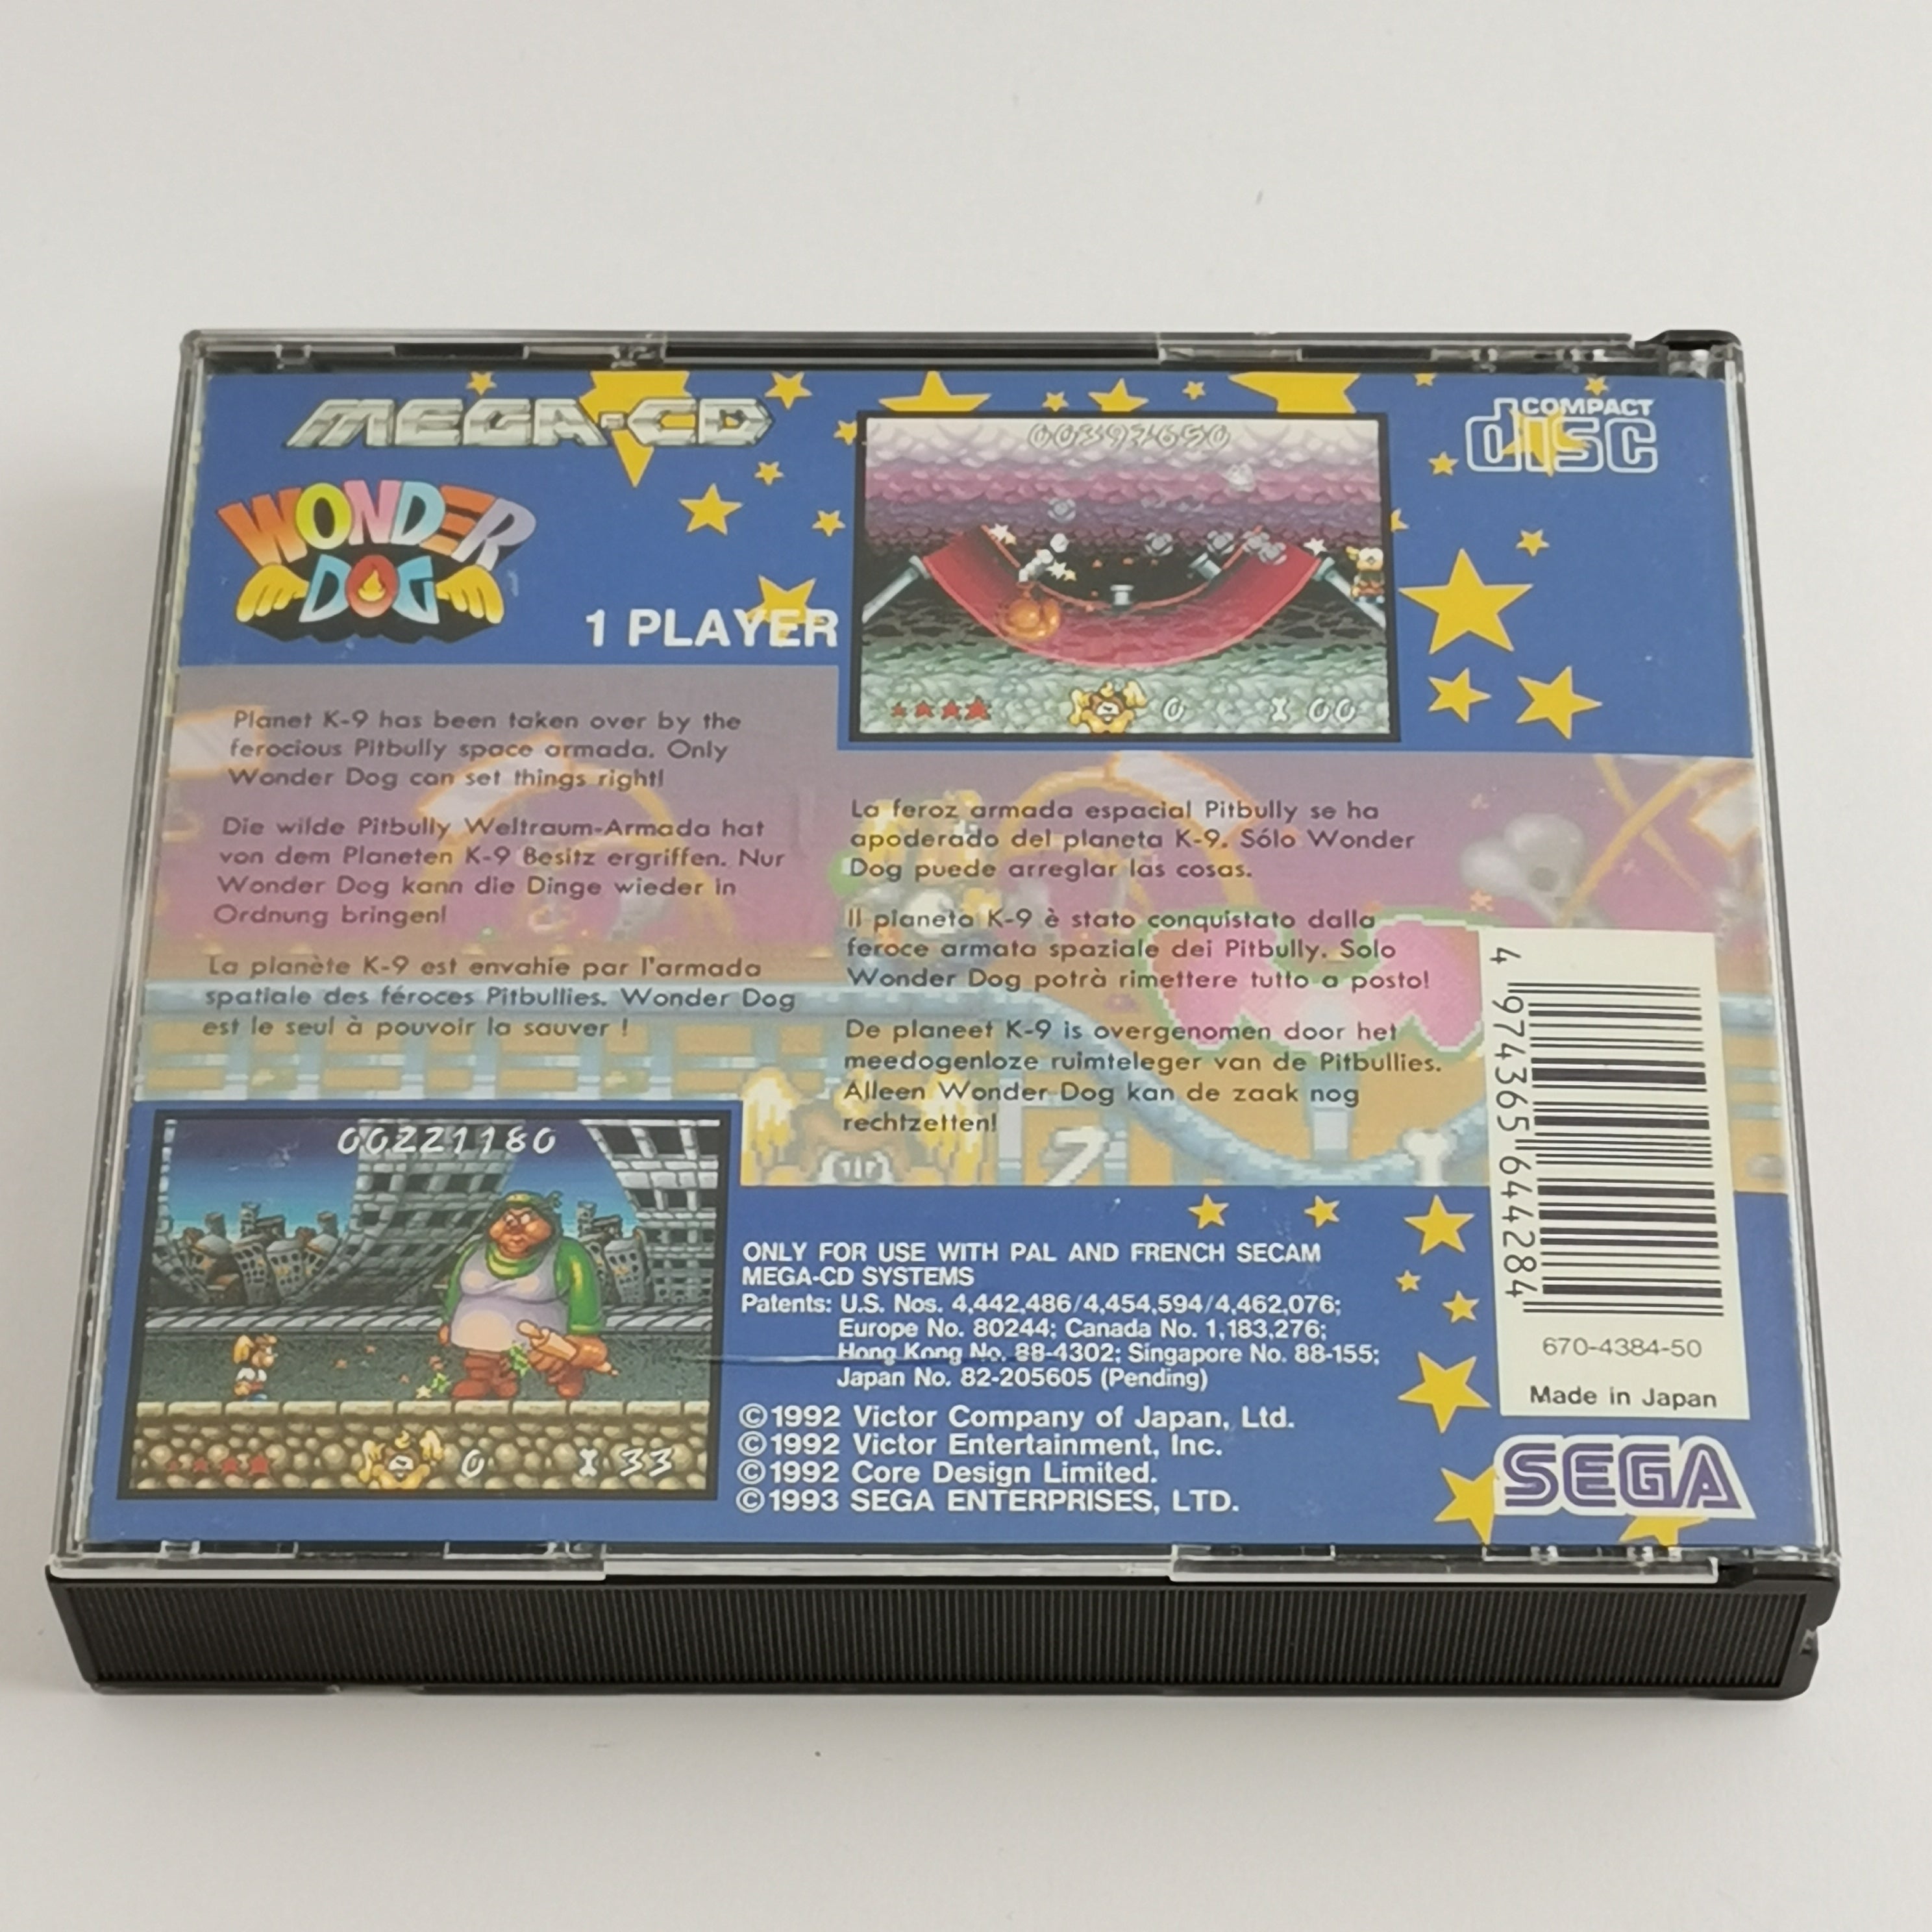 MEGA-CD
COMPACT
disc
WONDER
DOG
1 PLAYER
00397650
0 X 00
Planet K-9 has been taken over by the
ferocious Pitbully space armada. Only
Wonder Dog can set things right!
Die wilde Pitbully Weltraum-Armada hat
von dem Planeten K-9 Besitz ergriffen. Nur
Wonder Dog kann die Dinge wieder in
Ordnung bringen!
La planète K-9 est envahie par l'armada
spatiale des féroces Pitbullies. Wonder Dog
est le seul à pouvoir la sauver !
La feroz armada espacial Pitbully se ha
apoderado del planeta K-9. Sólo Wonder
Dog puede arreglar las cosas.
Il pianeta K-9 è stato conquistato dalla
feroce armata spaziale dei Pitbully. Solo
Wonder Dog potrà rimettere tutto a posto!
De planeet K-9 is overgenomen door het
meedogenloze ruimteleger van de Pitbullies.
Alleen Wonder Dog kan de zaak nog
rechtzetten!
7
00221180
0 X 33
ONLY FOR USE WITH PAL AND FRENCH SECAM
MEGA-CD SYSTEMS
Patents: U.S. Nos. 4,442,486/4,454,594/4,462,076;
Europe No. 80244; Canada No. 1,183,276;
Hong Kong No. 88-4302; Singapore No. 88-155;
Japan No. 82-205605 (Pending)
©1992 Victor Company of Japan, Ltd.
©1992 Victor Entertainment, Inc.
©1992 Core Design Limited.
©1993 SEGA ENTERPRISES, LTD.
4 974365 644284
670-4384-50
Made in Japan
SEGA